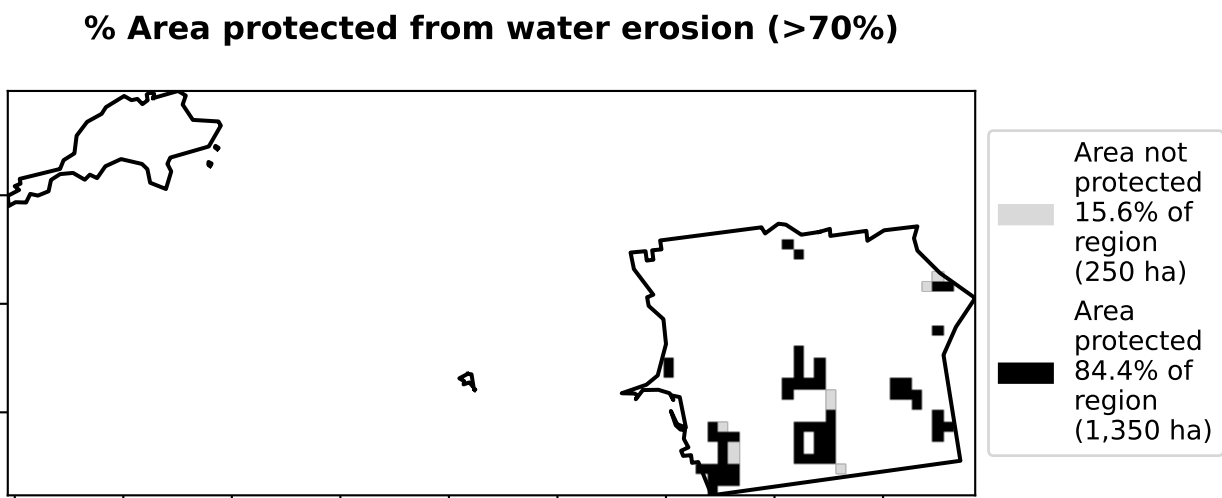 % Area protected from water erosion (>70%)
Area not
protected
15.6% of
region
(250 ha)
Area
protected
84.4% of
region
(1,350 ha)